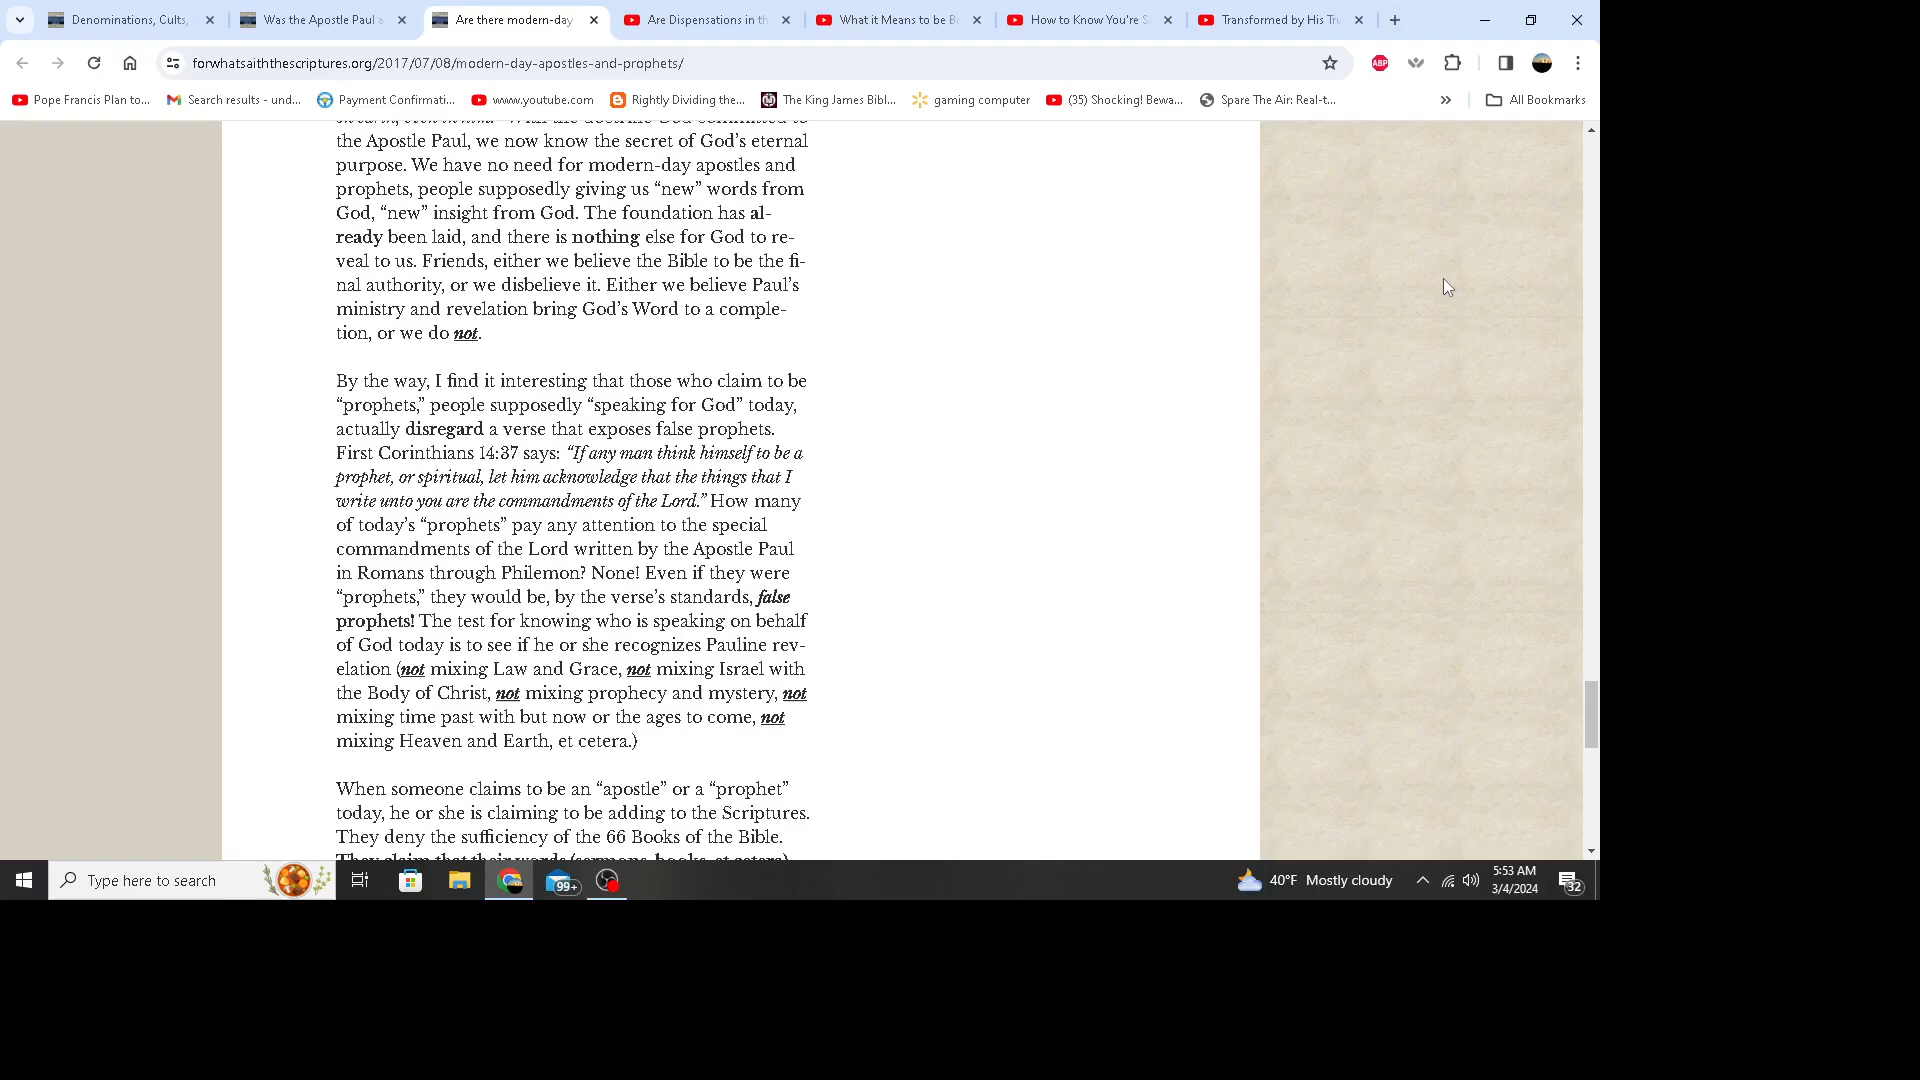 Denominations, Cults,
Was the Apostle Paul a
Are there modern-day
Are Dispensations in th
What it Means to be B
How to Know You're S
Transformed by His Tru
forwhatsaiththescriptures.org/2017/07/08/modern-day-apostles-and-prophets/
ABP
Pope Francis Plan to...
Search results - und...
Payment Confirmati...
www.youtube.com
Rightly Dividing the...
The King James Bibl...
gaming computer
(35) Shocking! Bewa...
Spare The Air: Real-t...
»
All Bookmarks
the Apostle Paul, we now know the secret of God’s eternal
purpose. We have no need for modern-day apostles and
prophets, people supposedly giving us “new” words from
God, “new” insight from God. The foundation has al-
ready been laid, and there is nothing else for God to re-
veal to us. Friends, either we believe the Bible to be the fi-
nal authority, or we disbelieve it. Either we believe Paul’s
ministry and revelation bring God’s Word to a comple-
tion, or we do not.
By the way, I find it interesting that those who claim to be
“prophets,” people supposedly “speaking for God” today,
actually disregard a verse that exposes false prophets.
First Corinthians 14:37 says: “If any man think himself to be a
prophet, or spiritual, let him acknowledge that the things that I
write unto you are the commandments of the Lord.” How many
of today’s “prophets” pay any attention to the special
commandments of the Lord written by the Apostle Paul
in Romans through Philemon? None! Even if they were
“prophets,” they would be, by the verse’s standards, false
prophets! The test for knowing who is speaking on behalf
of God today is to see if he or she recognizes Pauline rev-
elation (not mixing Law and Grace, not mixing Israel with
the Body of Christ, not mixing prophecy and mystery, not
mixing time past with but now or the ages to come, not
mixing Heaven and Earth, et cetera.)
When someone claims to be an “apostle” or a “prophet”
today, he or she is claiming to be adding to the Scriptures.
They deny the sufficiency of the 66 Books of the Bible.
They claim that their words (sermons, books, et cetera)
Type here to search
99+
40°F Mostly cloudy
5:53 AM
3/4/2024
32